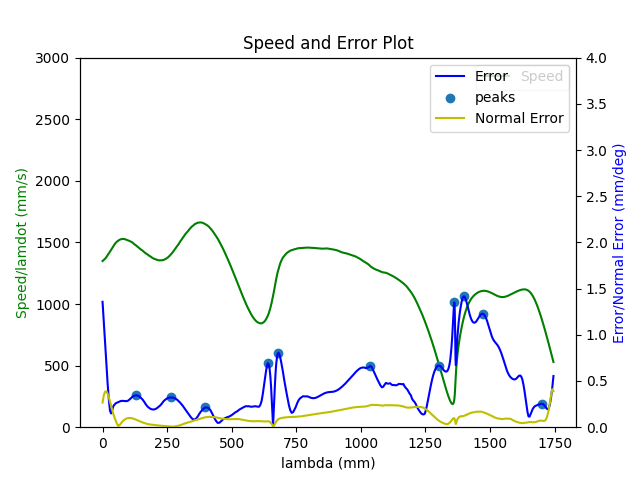 Speed and Error Plot
Speed/lamdot (mm/s)
3000
2500
2000
1500
1000
500
0
Error
peaks
Normal Error
Speed
4.0
3.5
3.0
2.5
2.0
1.5
1.0
0.5
0.0
Error/Normal Error (mm/deg)
0 250 500 750 1000 1250 1500 1750
lambda (mm)